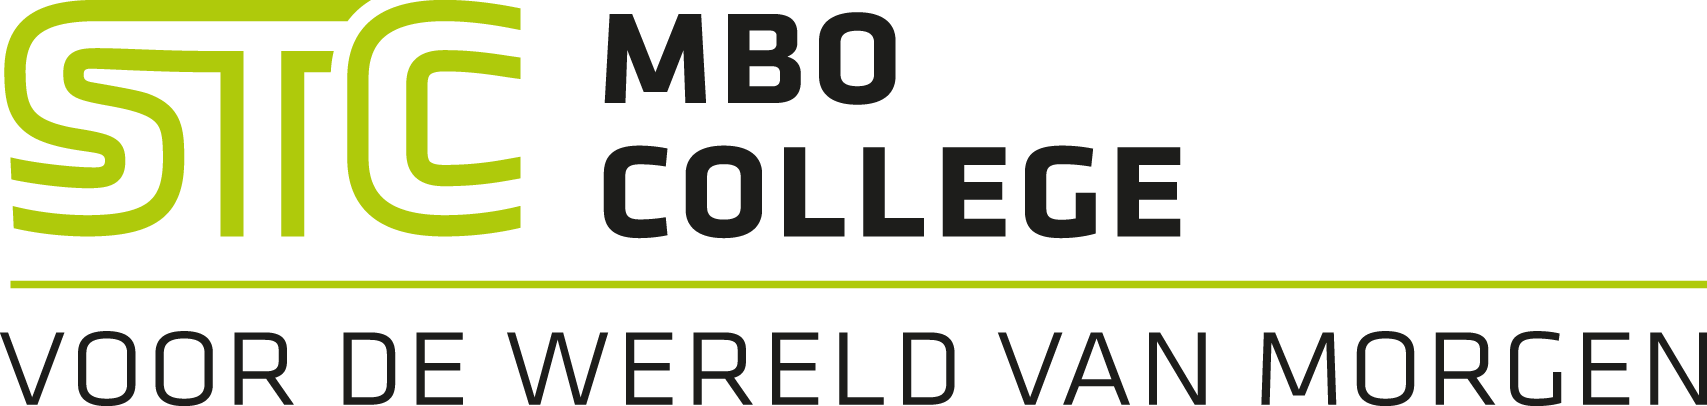 STC MBO
COLLEGE
VOOR DE WERELD VAN MORGEN